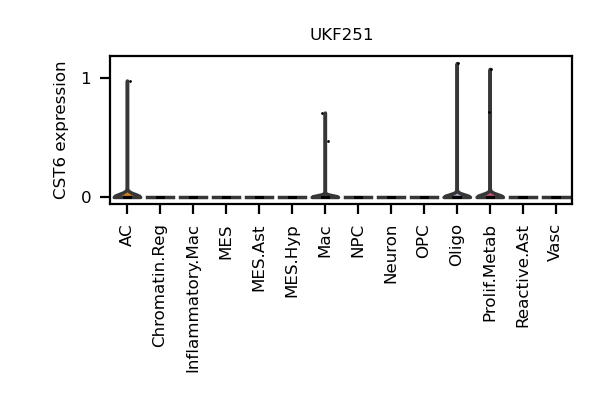 UKF251
CST6 expression
1
0
AC
Chromatin.Reg
Inflammatory.Mac
MES
MES.Ast
MES.Hyp
Mac
NPC
Neuron
OPC
Oligo
Prolif.Metab
Reactive.Ast
Vasc